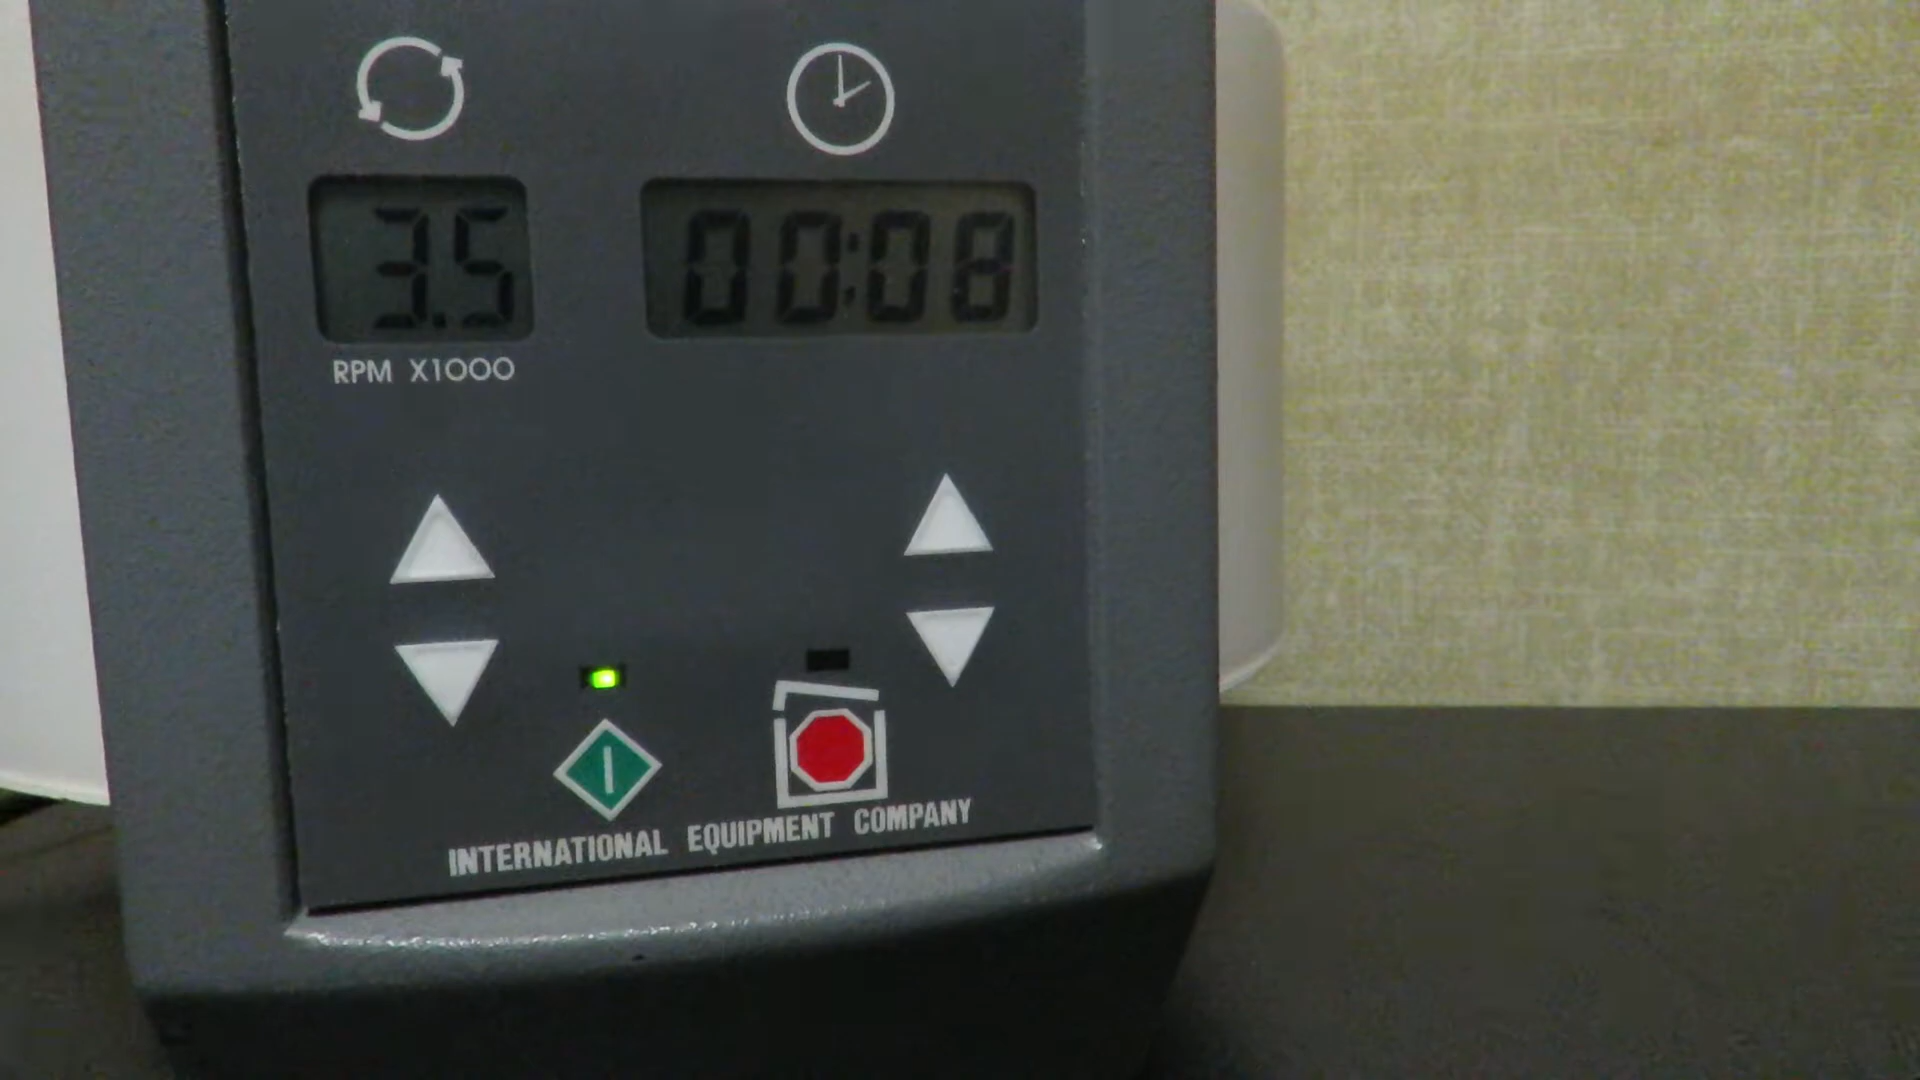 3.5 00:08
RPM X1000
INTERNATIONAL EQUIPMENT COMPANY